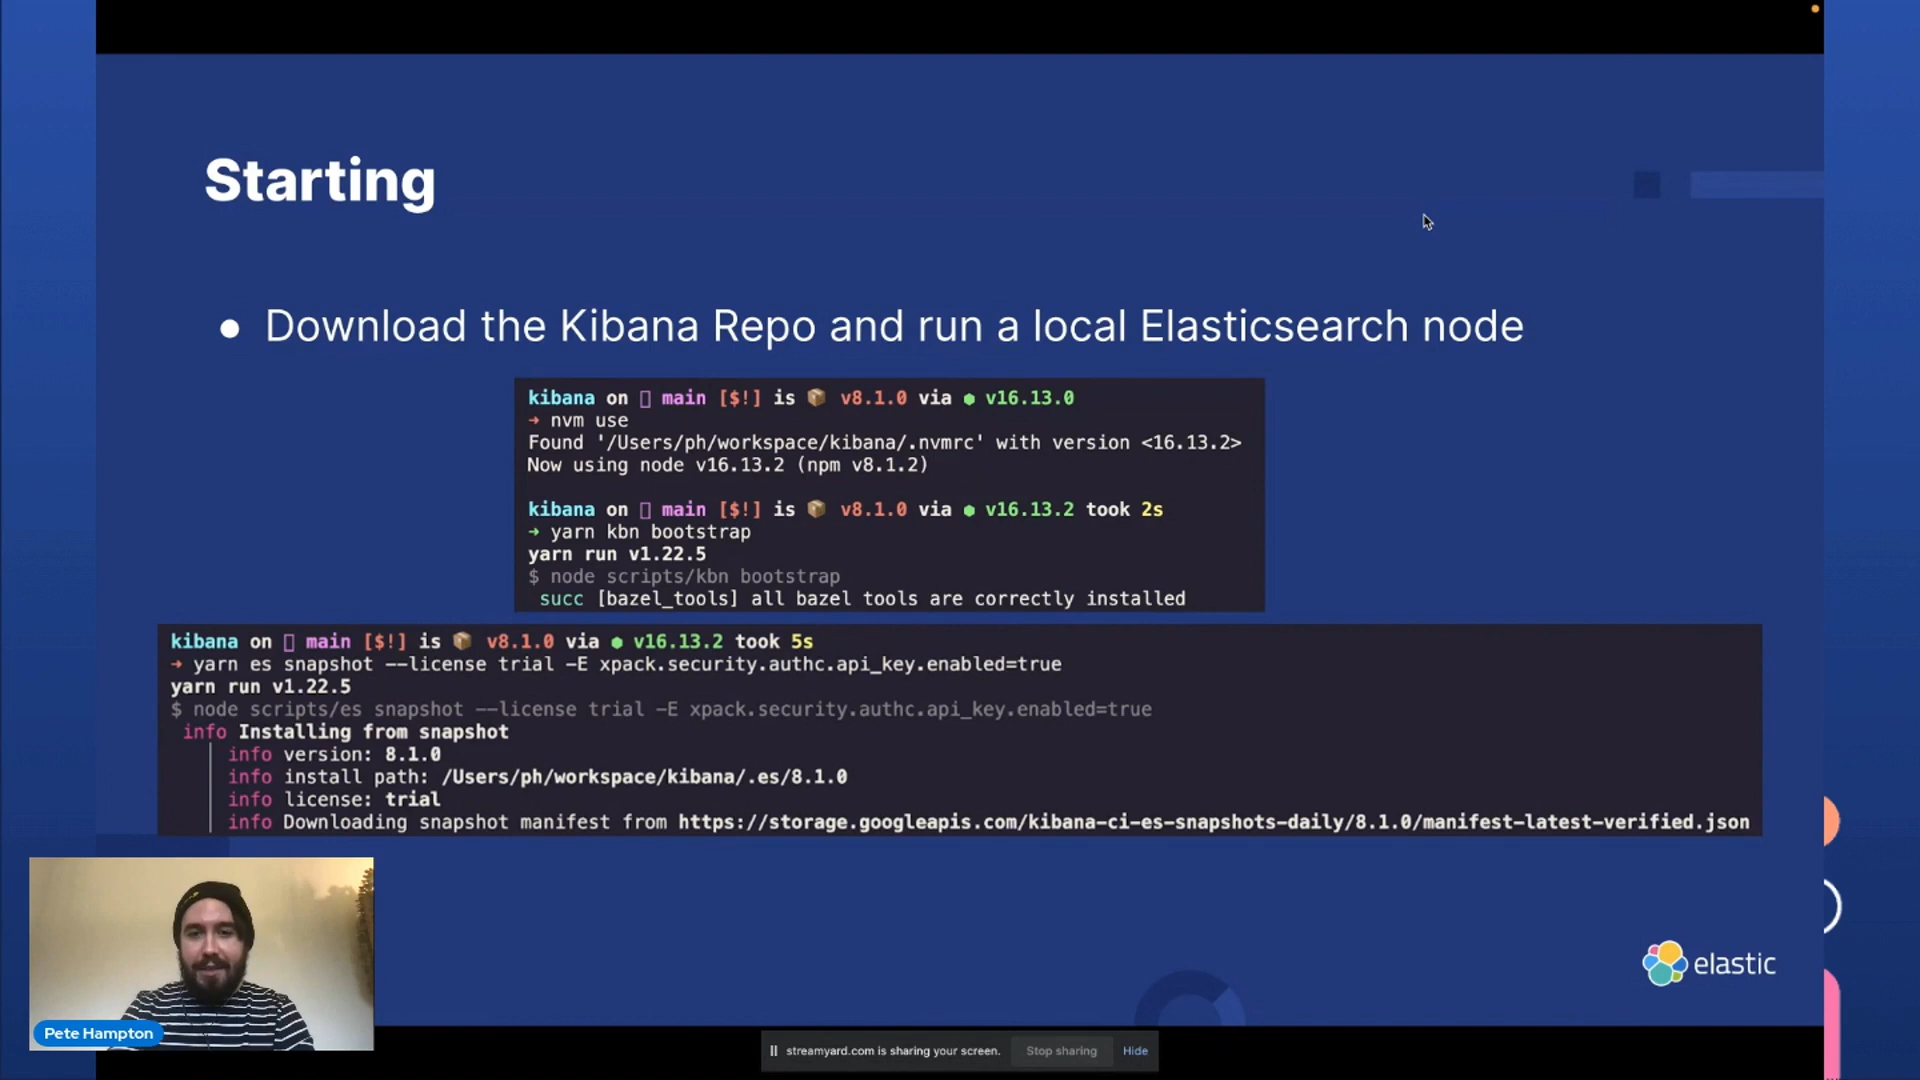 Starting
● Download the Kibana Repo and run a local Elasticsearch node
kibana on main [$!] is v8.1.0 via v16.13.0
→ nvm use
Found '/Users/ph/workspace/kibana/.nvmrc' with version <16.13.2>
Now using node v16.13.2 (npm v8.1.2)
kibana on main [$!] is v8.1.0 via v16.13.2 took 2s
→ yarn kbn bootstrap
yarn run v1.22.5
$ node scripts/kbn bootstrap
succ [bazel_tools] all bazel tools are correctly installed
kibana on main [$!] is v8.1.0 via v16.13.2 took 5s
→ yarn es snapshot --license trial -E xpack.security.authc.api_key.enabled=true
yarn run v1.22.5
$ node scripts/es snapshot --license trial -E xpack.security.authc.api_key.enabled=true
info Installing from snapshot
info version: 8.1.0
info install path: /Users/ph/workspace/kibana/.es/8.1.0
info license: trial
info Downloading snapshot manifest from https://storage.googleapis.com/kibana-ci-es-snapshots-daily/8.1.0/manifest-latest-verified.json
elastic
Pete Hampton
streamyard.com is sharing your screen. Stop sharing Hide